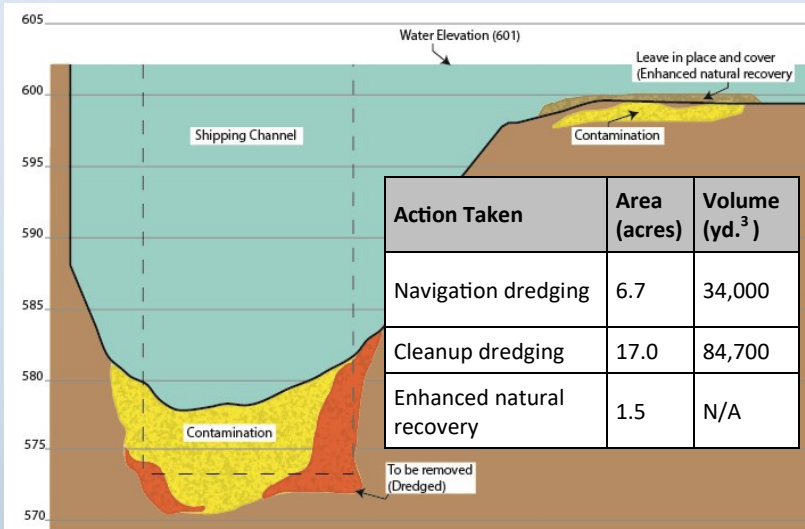 605
Water Elevation (601)
Leave in place and cover
(Enhanced natural recovery
600
Shipping Channel
Contamination
595
590
585
580
575
570
Action Taken
Area
(acres)
Volume
(yd.³ )
Navigation dredging
6.7
34,000
Cleanup dredging
17.0
84,700
Enhanced natural
recovery
1.5
N/A
Contamination
To be removed
(Dredged)